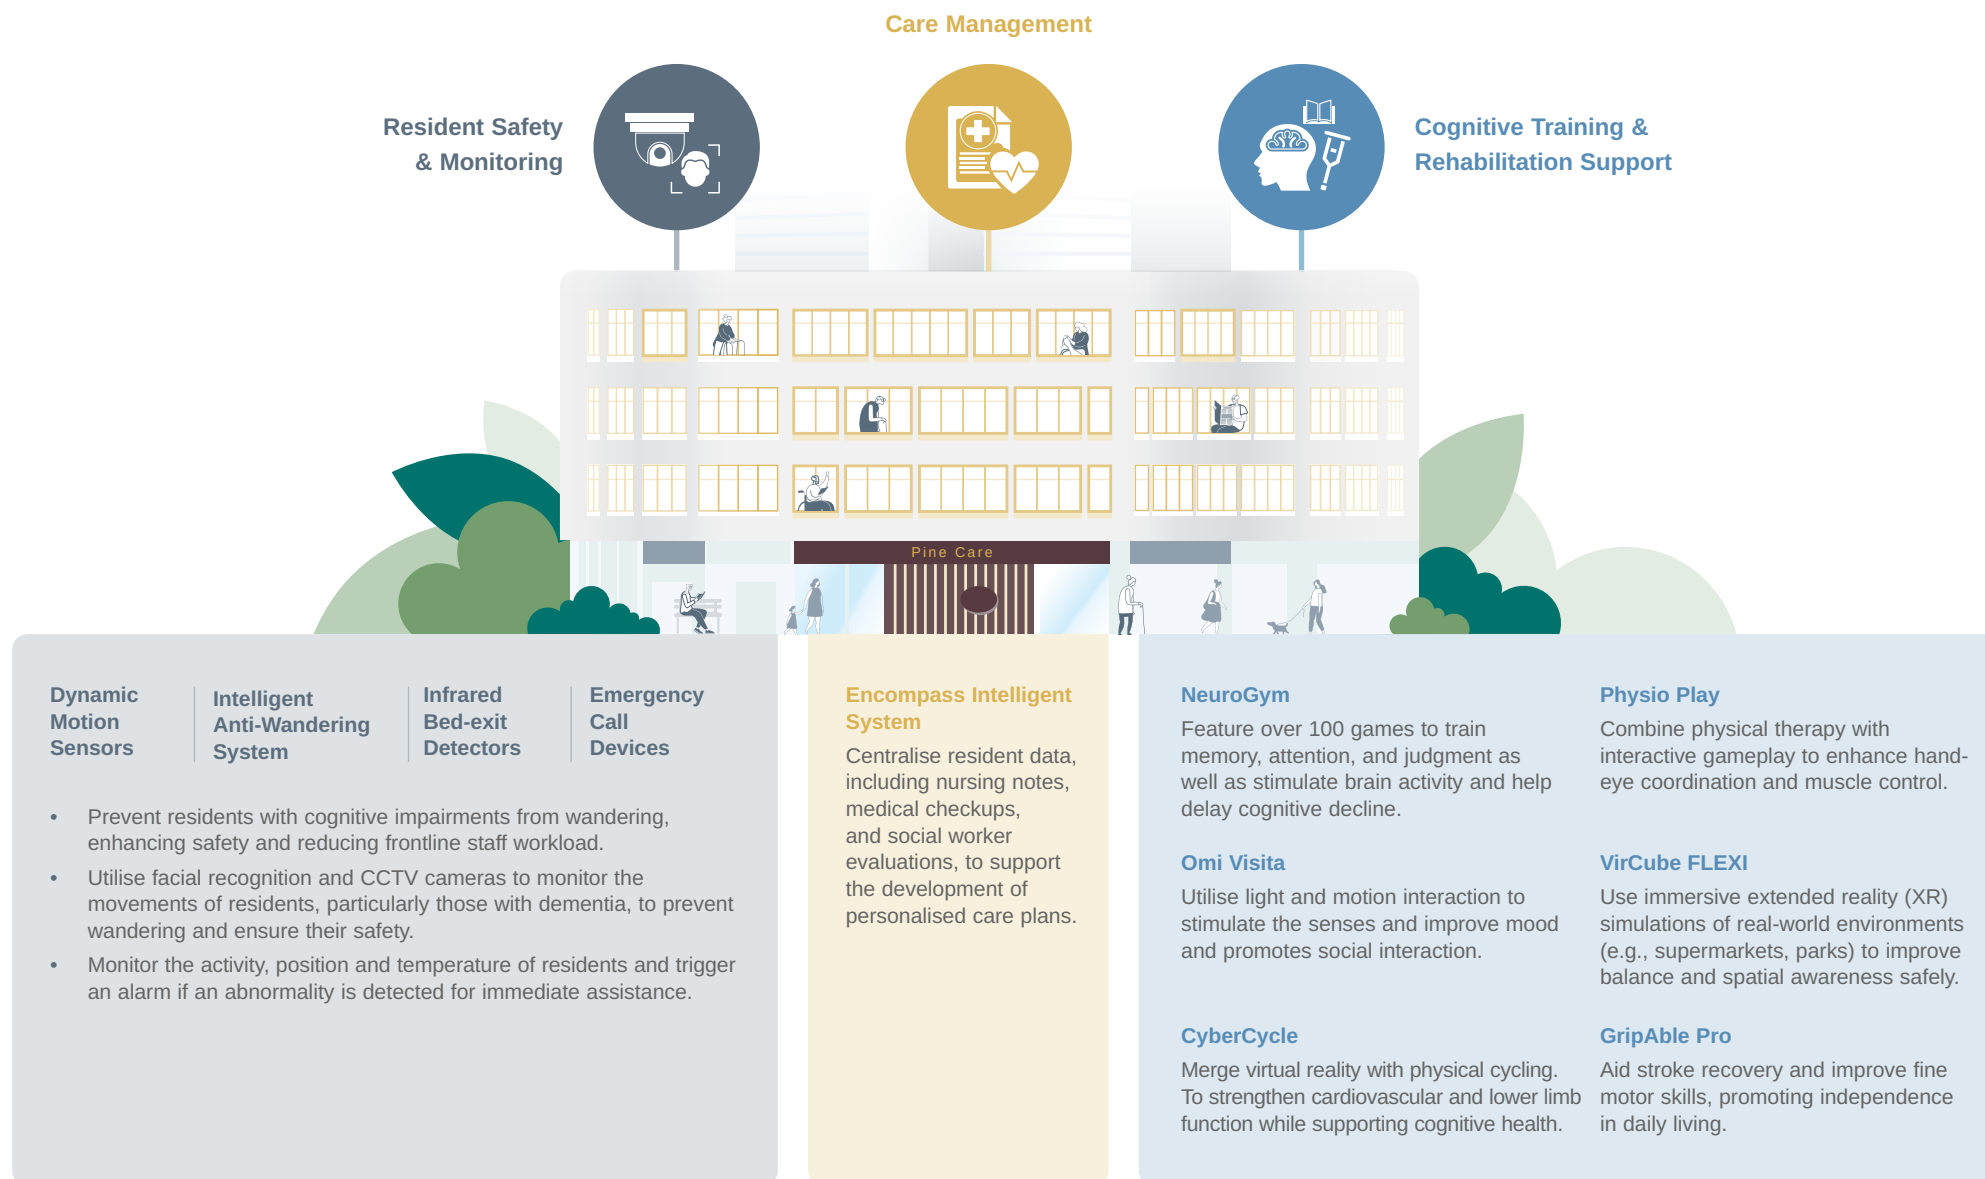 Care Management
Resident Safety
& Monitoring
Cognitive Training &
Rehabilitation Support
Pine Care
Dynamic
Motion
Sensors
Intelligent
Anti-Wandering
System
Infrared
Bed-exit
Detectors
Emergency
Call
Devices
• Prevent residents with cognitive impairments from wandering,
enhancing safety and reducing frontline staff workload.
• Utilise facial recognition and CCTV cameras to monitor the
movements of residents, particularly those with dementia, to prevent
wandering and ensure their safety.
• Monitor the activity, position and temperature of residents and trigger
an alarm if an abnormality is detected for immediate assistance.
Encompass Intelligent
System
Centralise resident data,
including nursing notes,
medical checkups,
and social worker
evaluations, to support
the development of
personalised care plans.
NeuroGym
Feature over 100 games to train
memory, attention, and judgment as
well as stimulate brain activity and help
delay cognitive decline.
Physio Play
Combine physical therapy with
interactive gameplay to enhance hand-
eye coordination and muscle control.
Omi Visita
Utilise light and motion interaction to
stimulate the senses and improve mood
and promotes social interaction.
VirCube FLEXI
Use immersive extended reality (XR)
simulations of real-world environments
(e.g., supermarkets, parks) to improve
balance and spatial awareness safely.
CyberCycle
Merge virtual reality with physical cycling.
To strengthen cardiovascular and lower limb
function while supporting cognitive health.
GripAble Pro
Aid stroke recovery and improve fine
motor skills, promoting independence
in daily living.